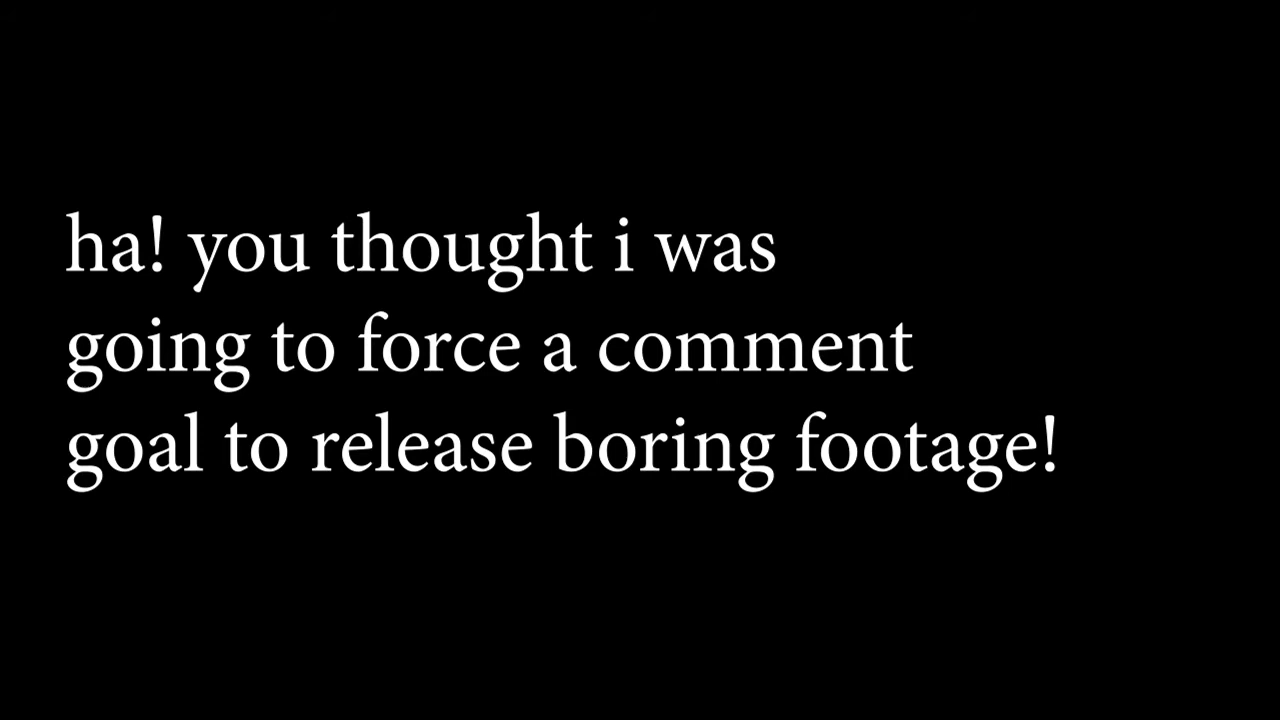 ha! you thought i was
going to force a comment
goal to release boring footage!